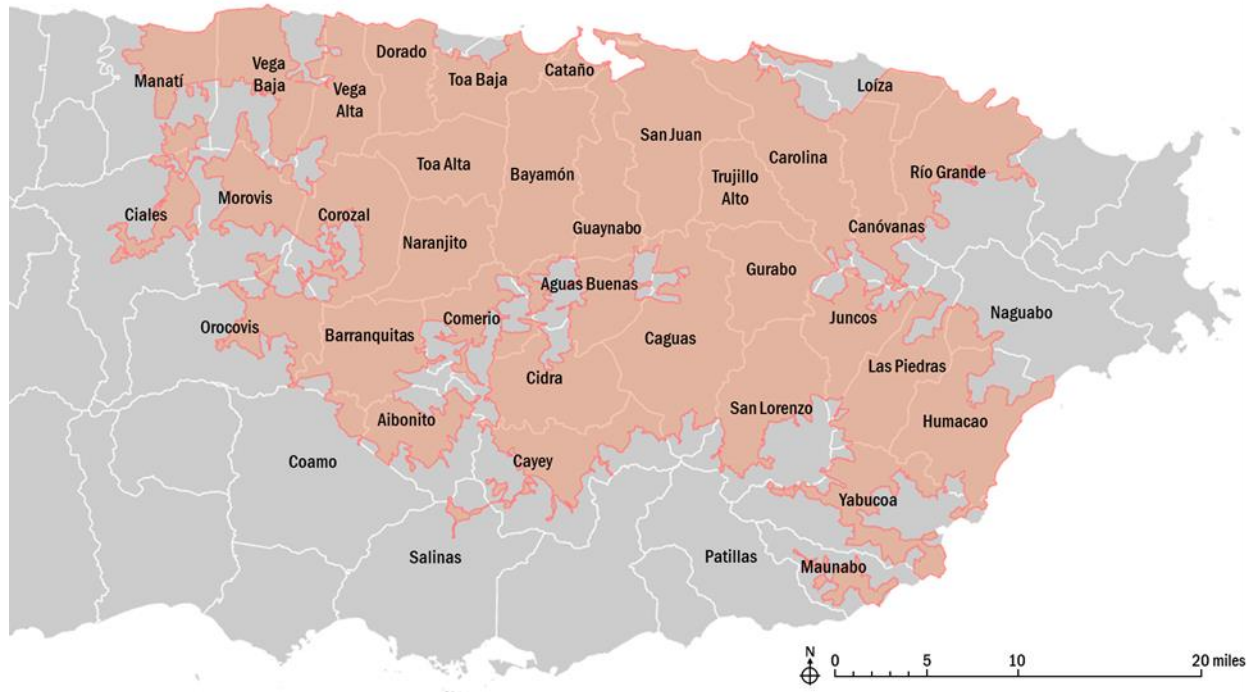 Dorado
Manatí
Vega
Baja
Vega
Alta
Toa Baja
Cataño
Loíza
San Juan
Carolina
Toa Alta
Bayamón
Trujillo
Alto
Río Grande
Ciales
Morovis
Corozal
Naranjito
Guaynabo
Canóvanas
Aguas Buenas
Gurabo
Orocovis
Barranquitas
Comerio
Caguas
Juncos
Naguabo
Cidra
Las Piedras
Aibonito
San Lorenzo
Humacao
Coamo
Cayey
Yabucoa
Salinas
Patillas
Maunabo
N
0 5 10 20 miles